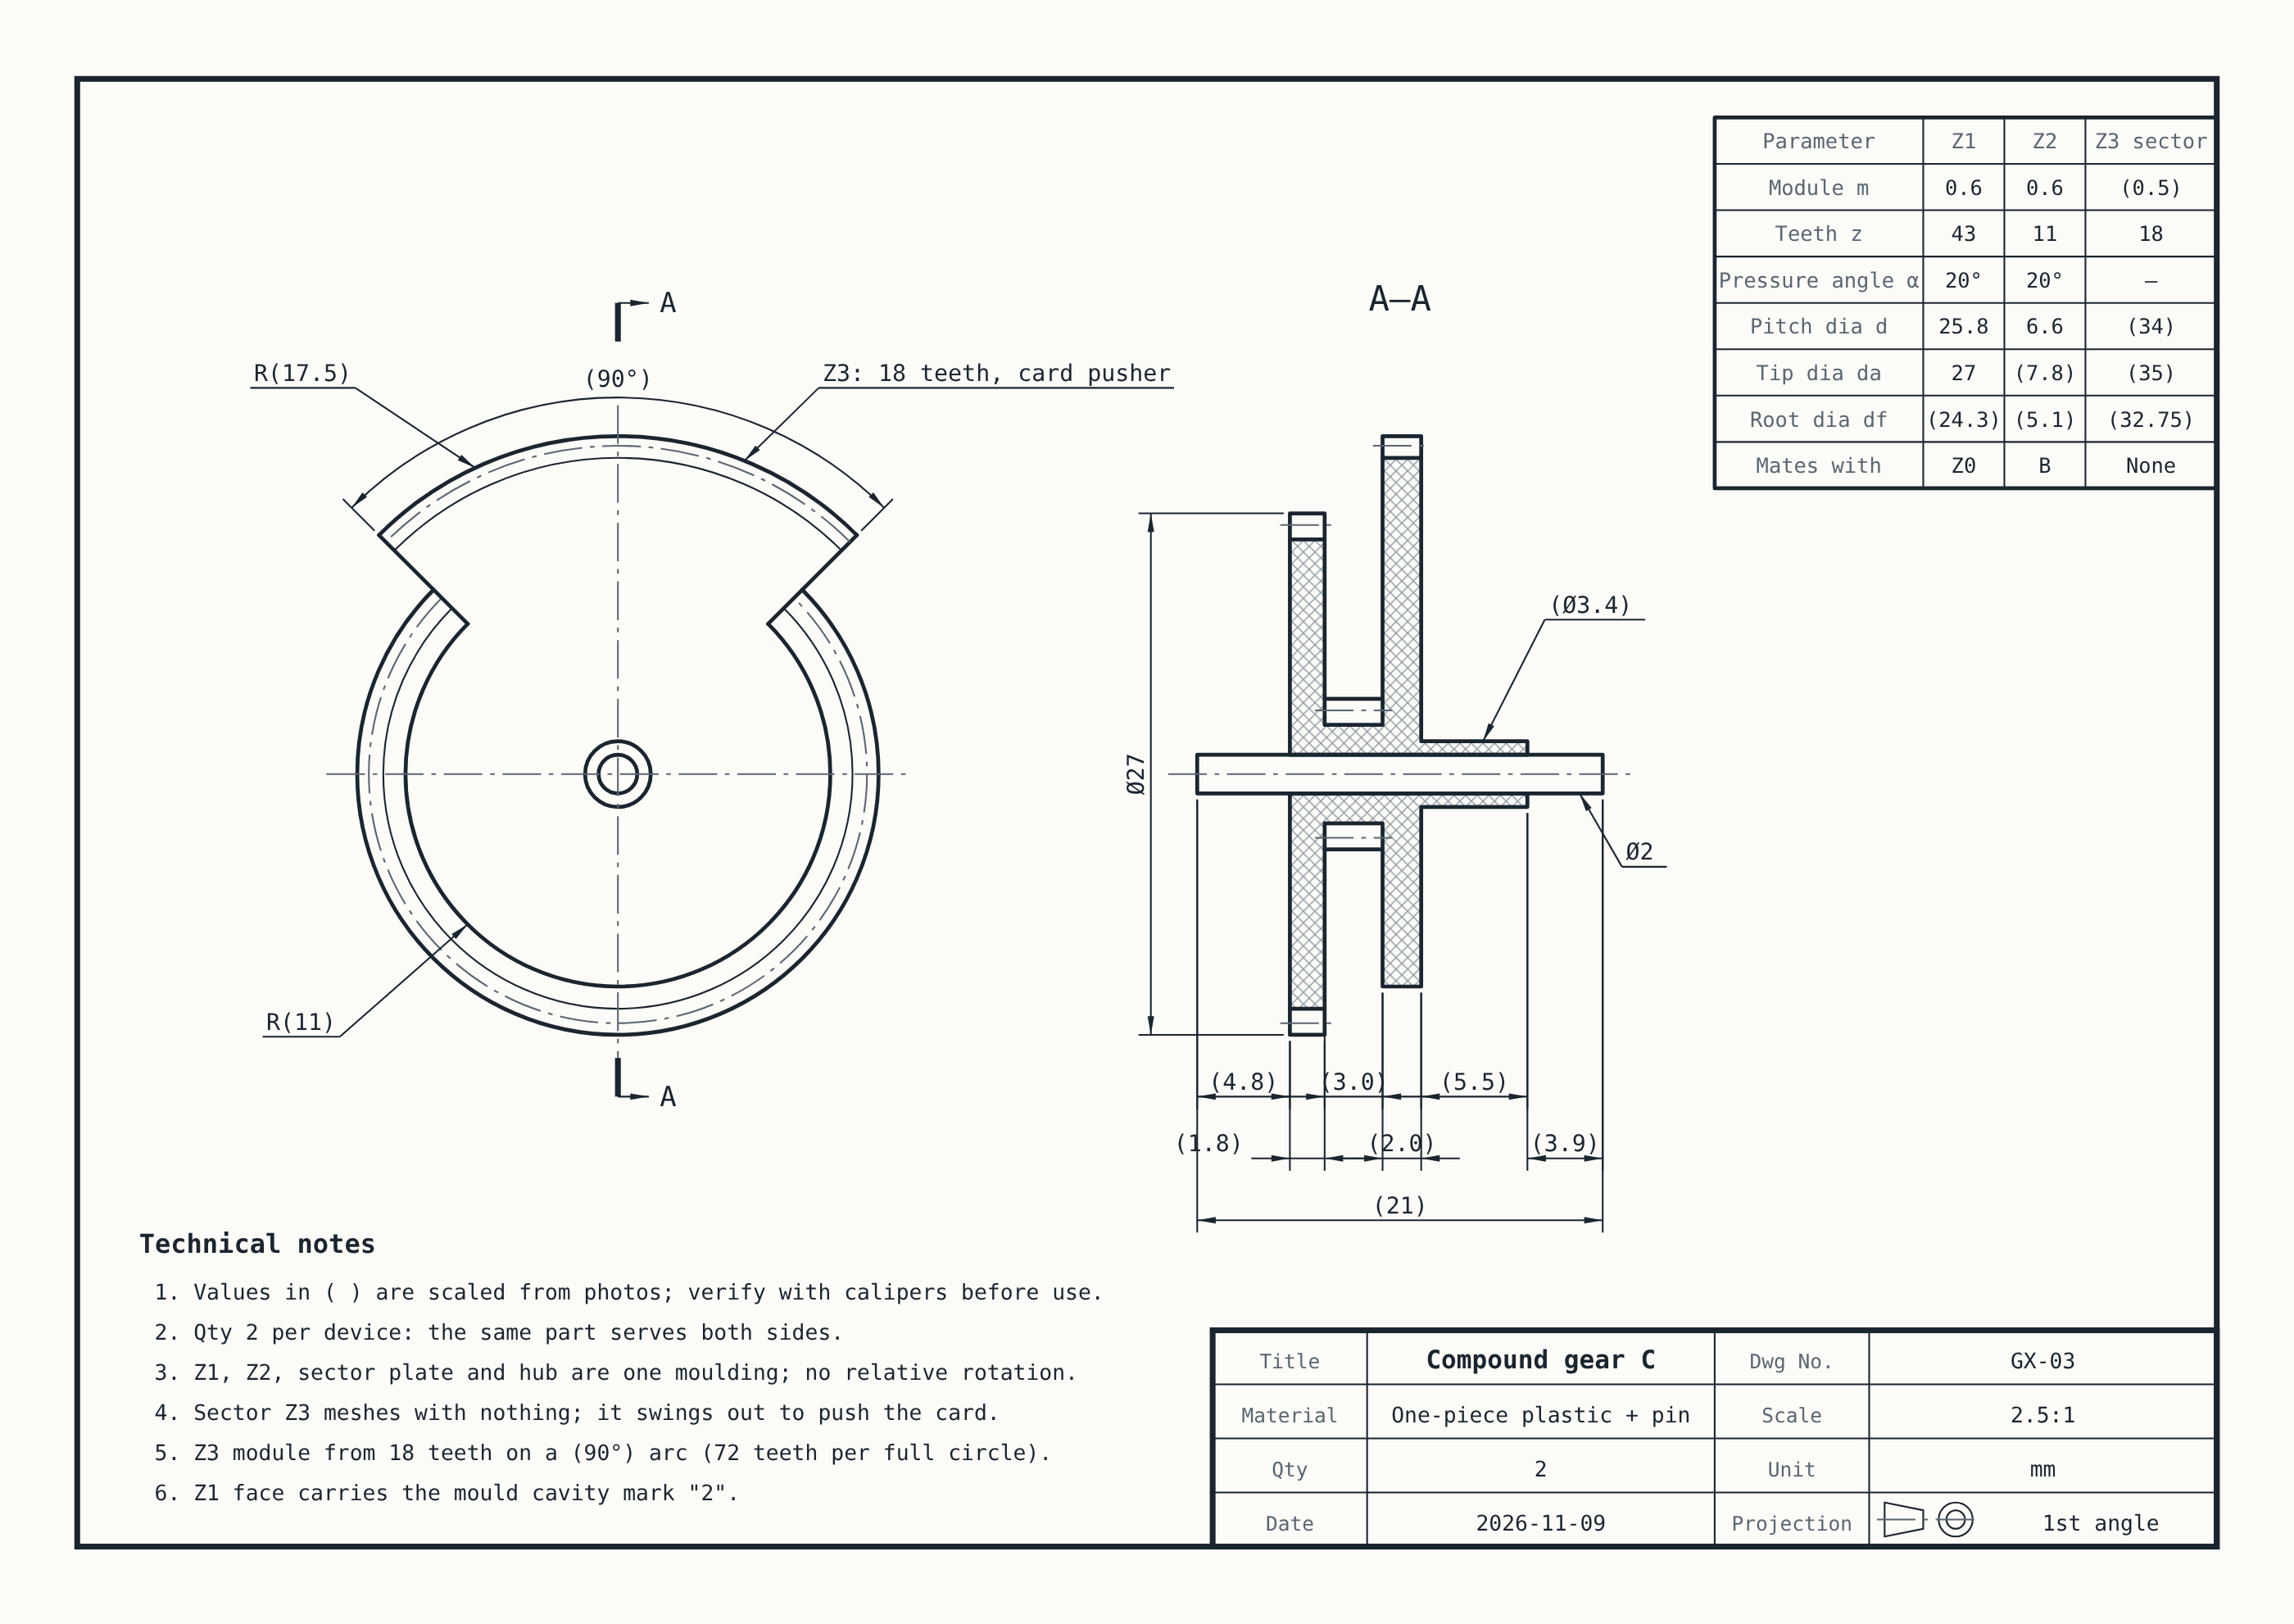 Parameter Z1 Z2 Z3 sector
Module m 0.6 0.6 (0.5)
Teeth z 43 11 18
Pressure angle α 20° 20° —
Pitch dia d 25.8 6.6 (34)
Tip dia da 27 (7.8) (35)
Root dia df (24.3) (5.1) (32.75)
Mates with Z0 B None
A
A—A
R(17.5)
(90°)
Z3: 18 teeth, card pusher
(Ø3.4)
Ø27
Ø2
R(11)
A
(4.8) (3.0) (5.5)
(1.8) (2.0) (3.9)
(21)
Technical notes
1. Values in ( ) are scaled from photos; verify with calipers before use.
2. Qty 2 per device: the same part serves both sides.
3. Z1, Z2, sector plate and hub are one moulding; no relative rotation.
4. Sector Z3 meshes with nothing; it swings out to push the card.
5. Z3 module from 18 teeth on a (90°) arc (72 teeth per full circle).
6. Z1 face carries the mould cavity mark "2".
Title Compound gear C Dwg No. GX-03
Material One-piece plastic + pin Scale 2.5:1
Qty 2 Unit mm
Date 2026-11-09 Projection 1st angle